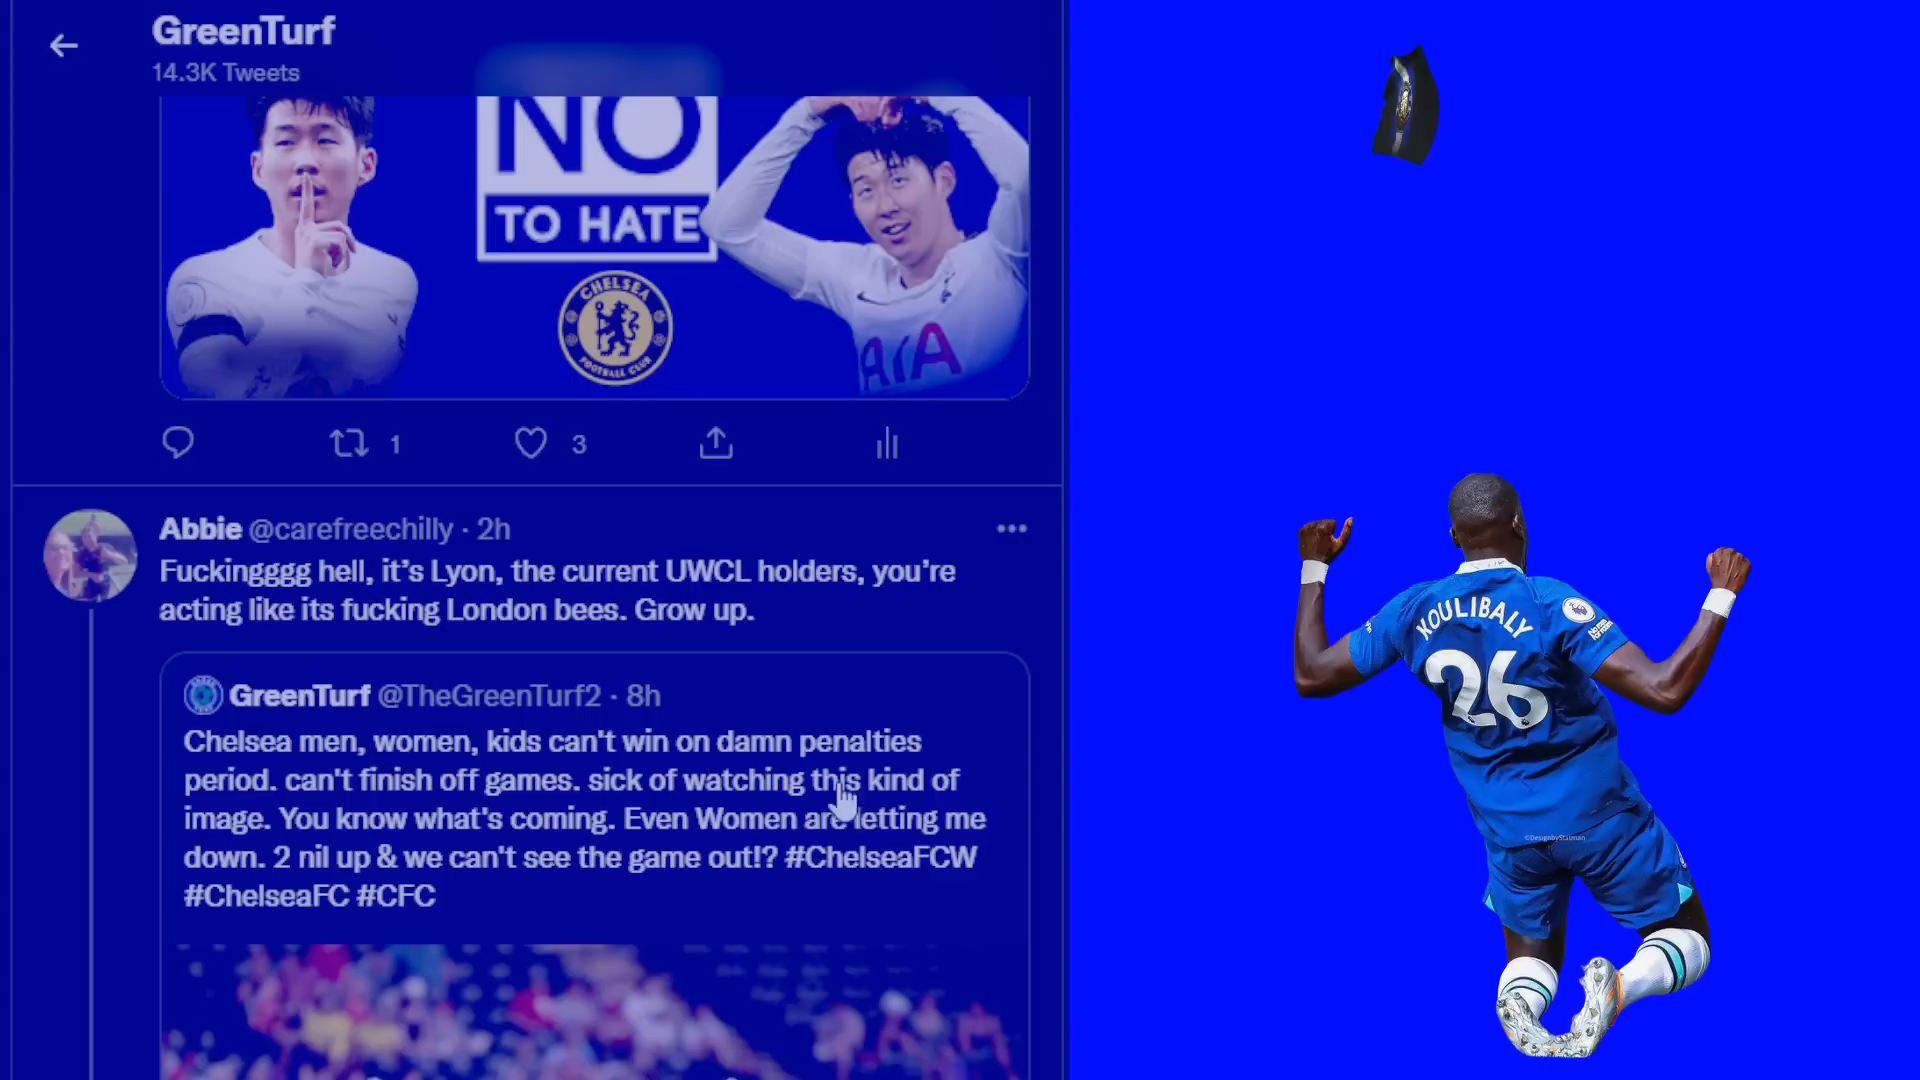 GreenTurf
14.3K Tweets
NO
TO HATE
CHELSEA
FOOTBALL CLUB
AIA
1
3
Abbie @carefreechilly · 2h
Fuckingggg hell, it’s Lyon, the current UWCL holders, you’re
acting like its fucking London bees. Grow up.
GreenTurf @TheGreenTurf2 · 8h
Chelsea men, women, kids can't win on damn penalties
period. can't finish off games. sick of watching this kind of
image. You know what's coming. Even Women are letting me
down. 2 nil up & we can't see the game out!? #ChelseaFCW
#ChelseaFC #CFC
KOULIBALY
26
©DesignbyStatman